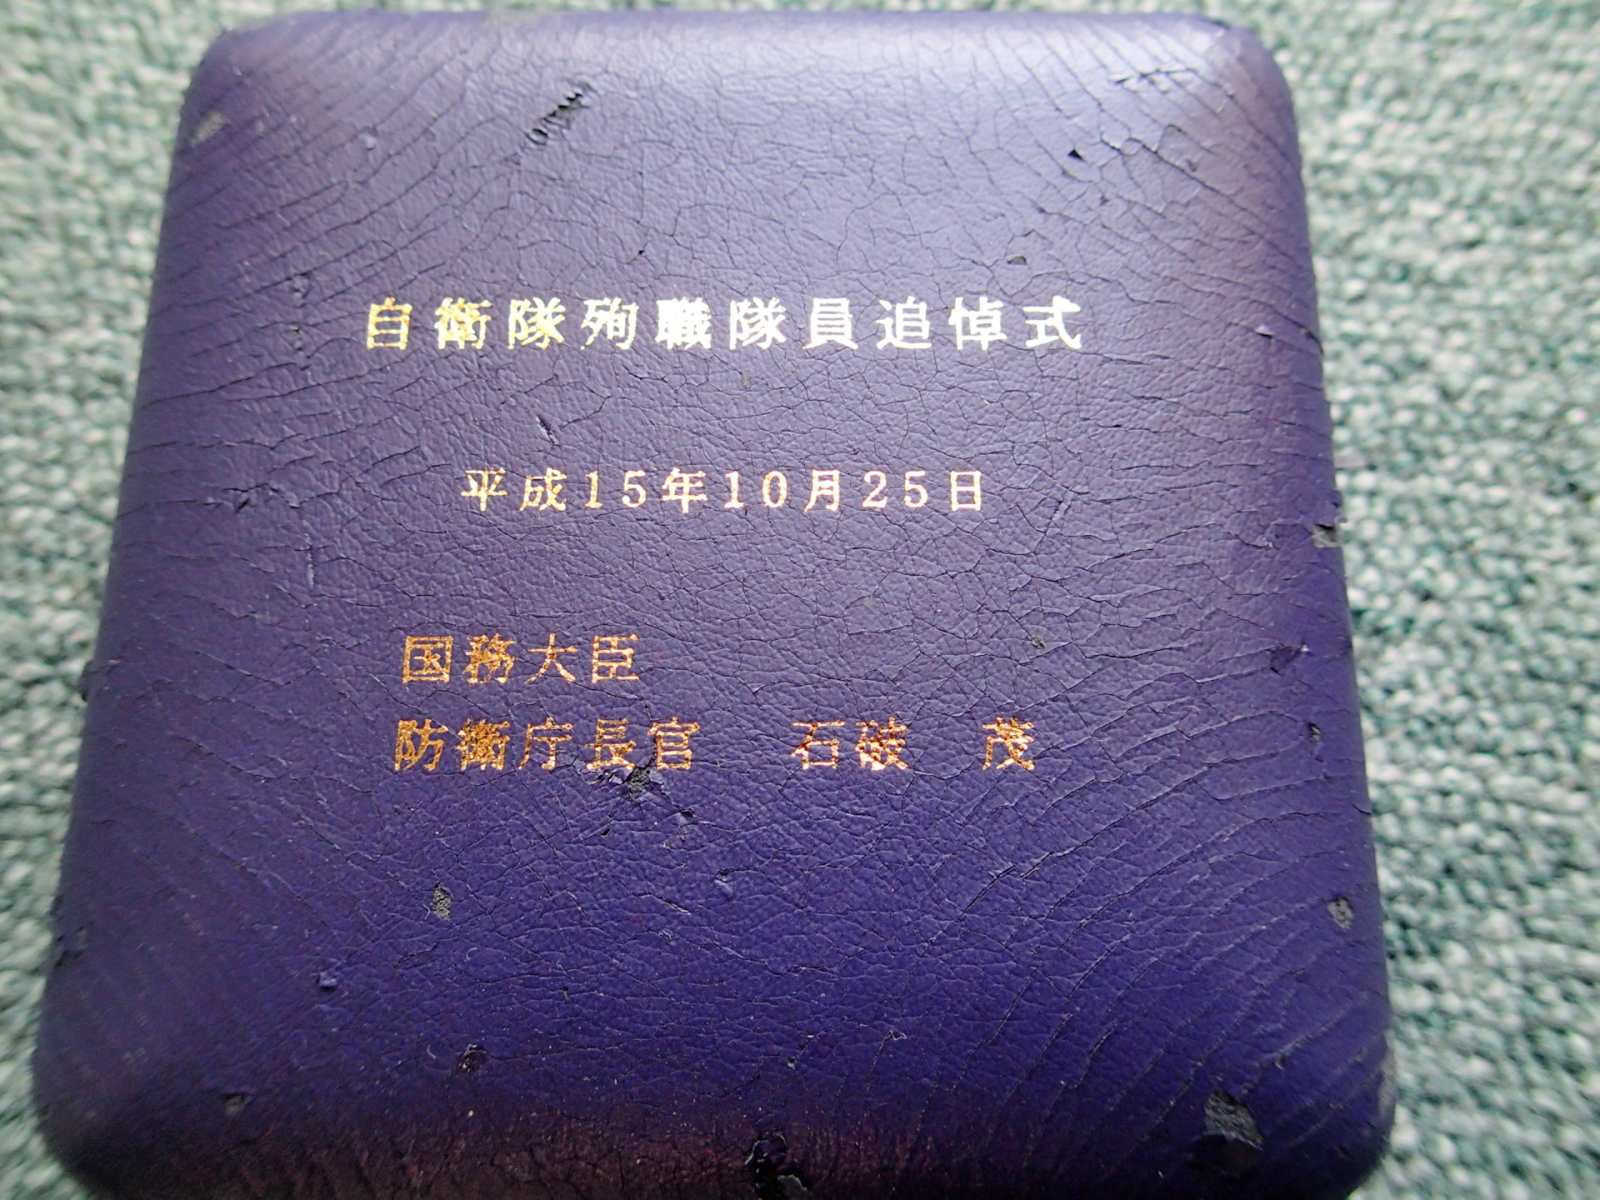 自衛隊殉職隊員追悼式
平成15年10月25日
国務大臣
防衛庁長官　石破　茂